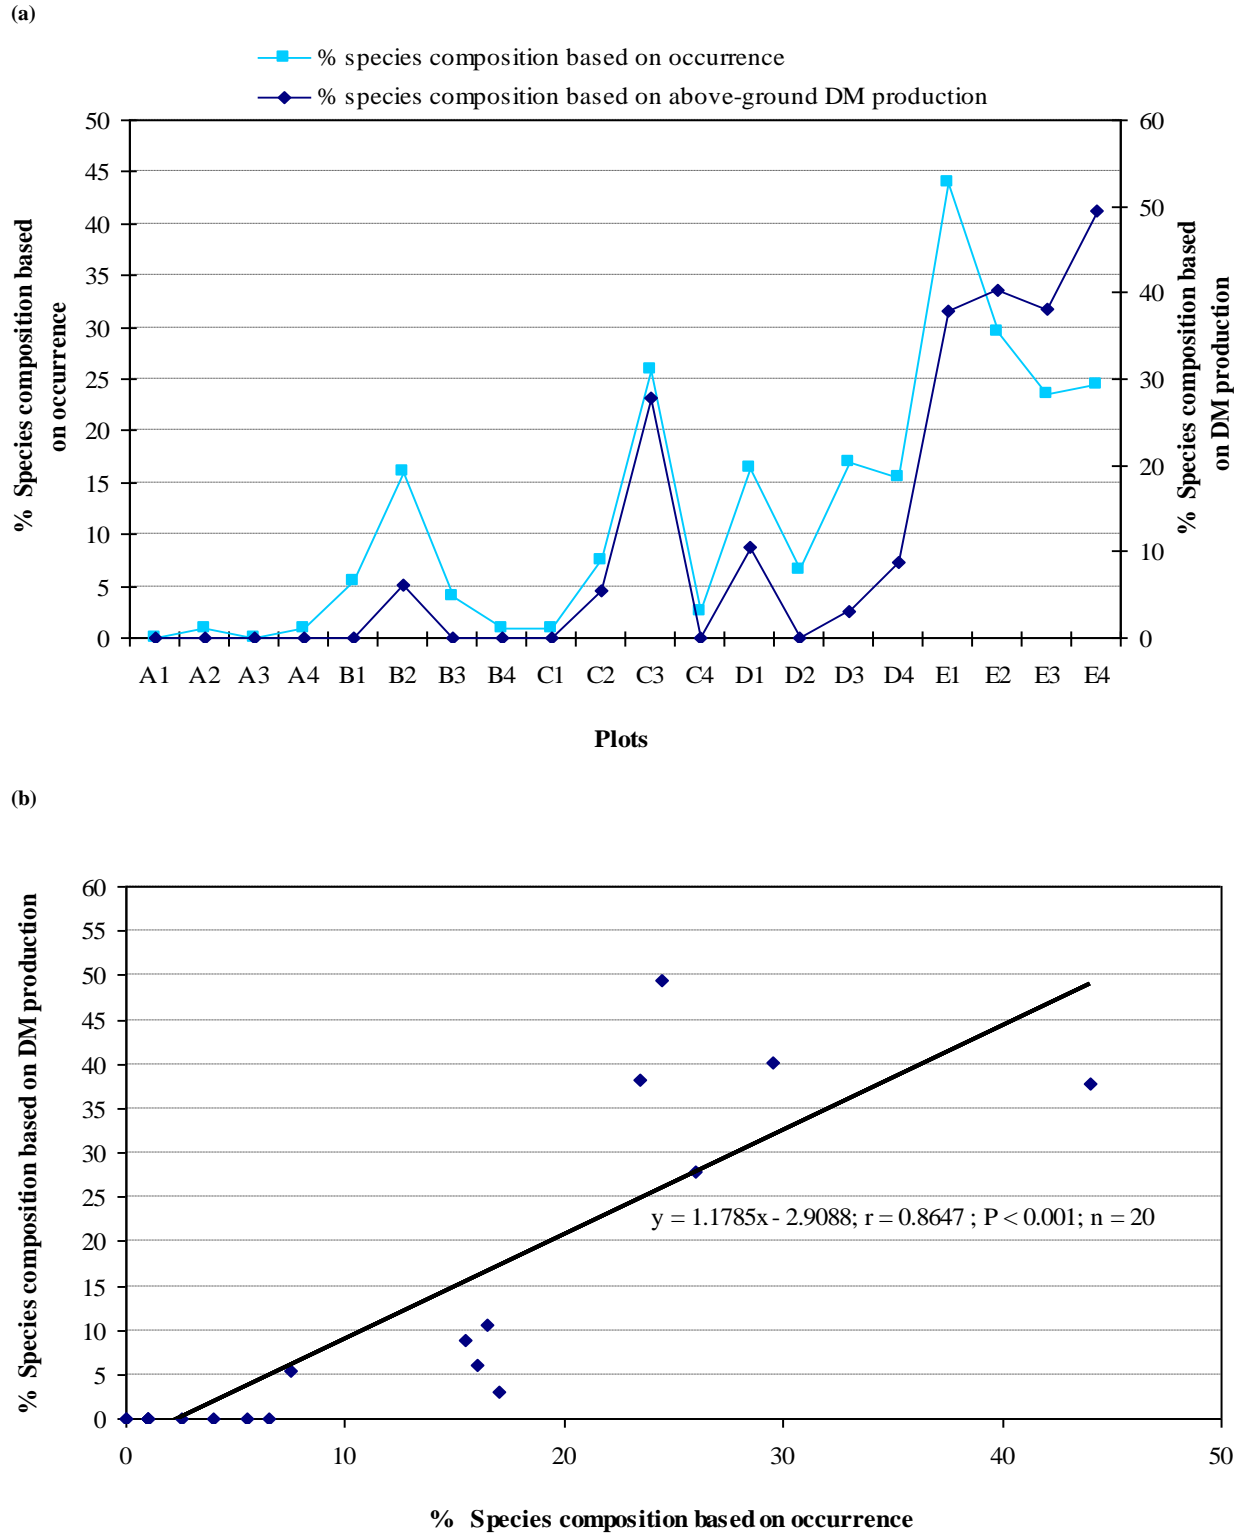 (a)
% species composition based on occurrence
% species composition based on above-ground DM production
50
45
40
35
30
25
20
15
10
5
0
60
50
40
30
20
10
0
% Species composition based
on occurrence
% Species composition based
on DM production
A1 A2 A3 A4 B1 B2 B3 B4 C1 C2 C3 C4 D1 D2 D3 D4 E1 E2 E3 E4
Plots
(b)
60
55
50
45
40
35
30
25
20
15
10
5
0
% Species composition based on DM production
y = 1.1785x - 2.9088; r = 0.8647 ; P < 0.001; n = 20
0 10 20 30 40 50
% Species composition based on occurrence